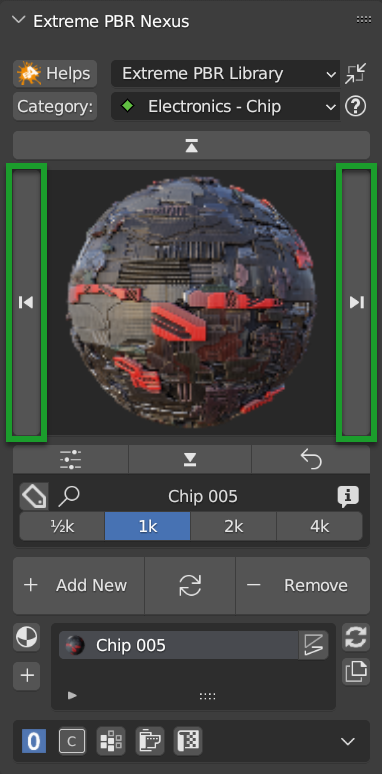 Extreme PBR Nexus
Helps Extreme PBR Library
Category: Electronics - Chip
Chip 005
½k 1k 2k 4k
+ Add New − Remove
Chip 005
0 C